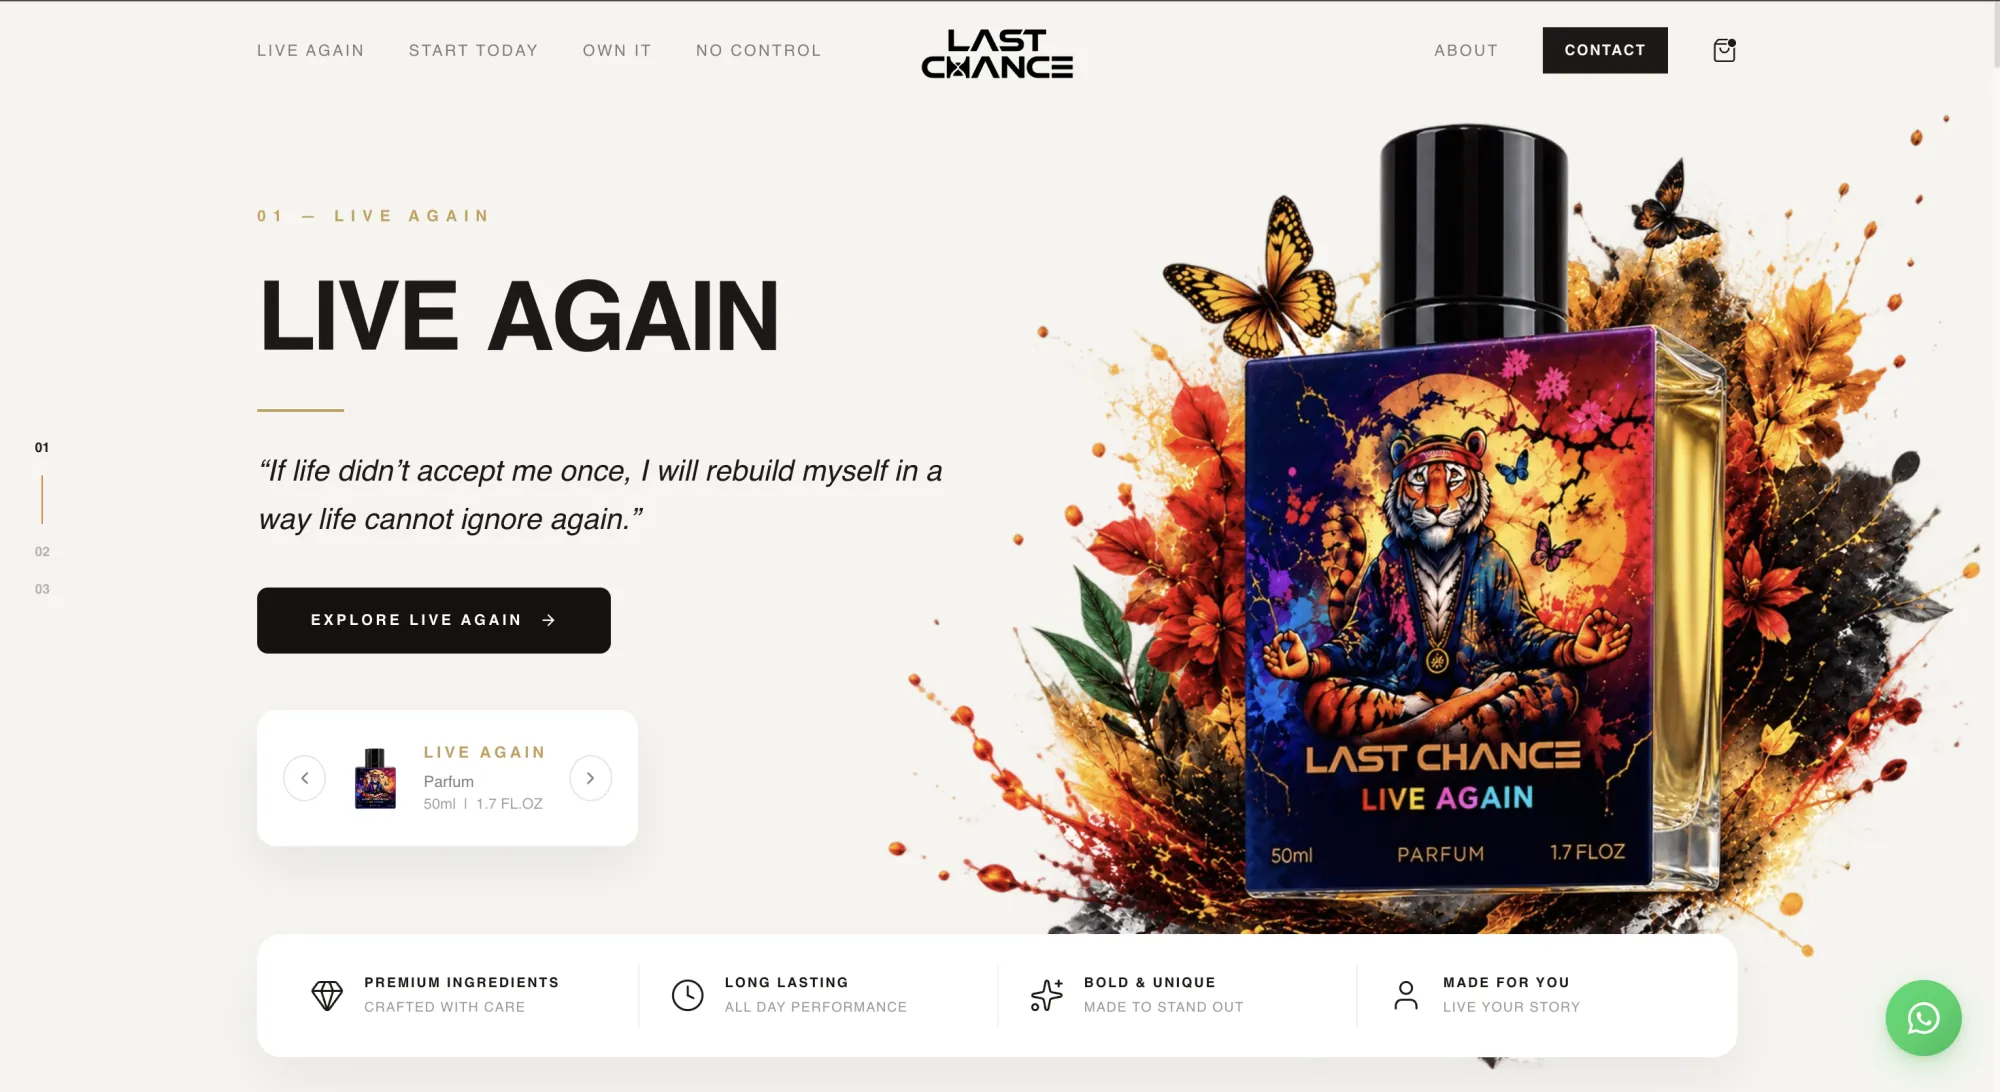 LIVE AGAIN
START TODAY
OWN IT
NO CONTROL
LAST
CHANCE
ABOUT
CONTACT
01 — LIVE AGAIN
LIVE AGAIN
“If life didn’t accept me once, I will rebuild myself in a
way life cannot ignore again.”
EXPLORE LIVE AGAIN →
01
02
03
LIVE AGAIN
Parfum
50ml | 1.7 FL.OZ
LAST CHANCE
LIVE AGAIN
50ml PARFUM 1.7 FLOZ
PREMIUM INGREDIENTS
CRAFTED WITH CARE
LONG LASTING
ALL DAY PERFORMANCE
BOLD & UNIQUE
MADE TO STAND OUT
MADE FOR YOU
LIVE YOUR STORY